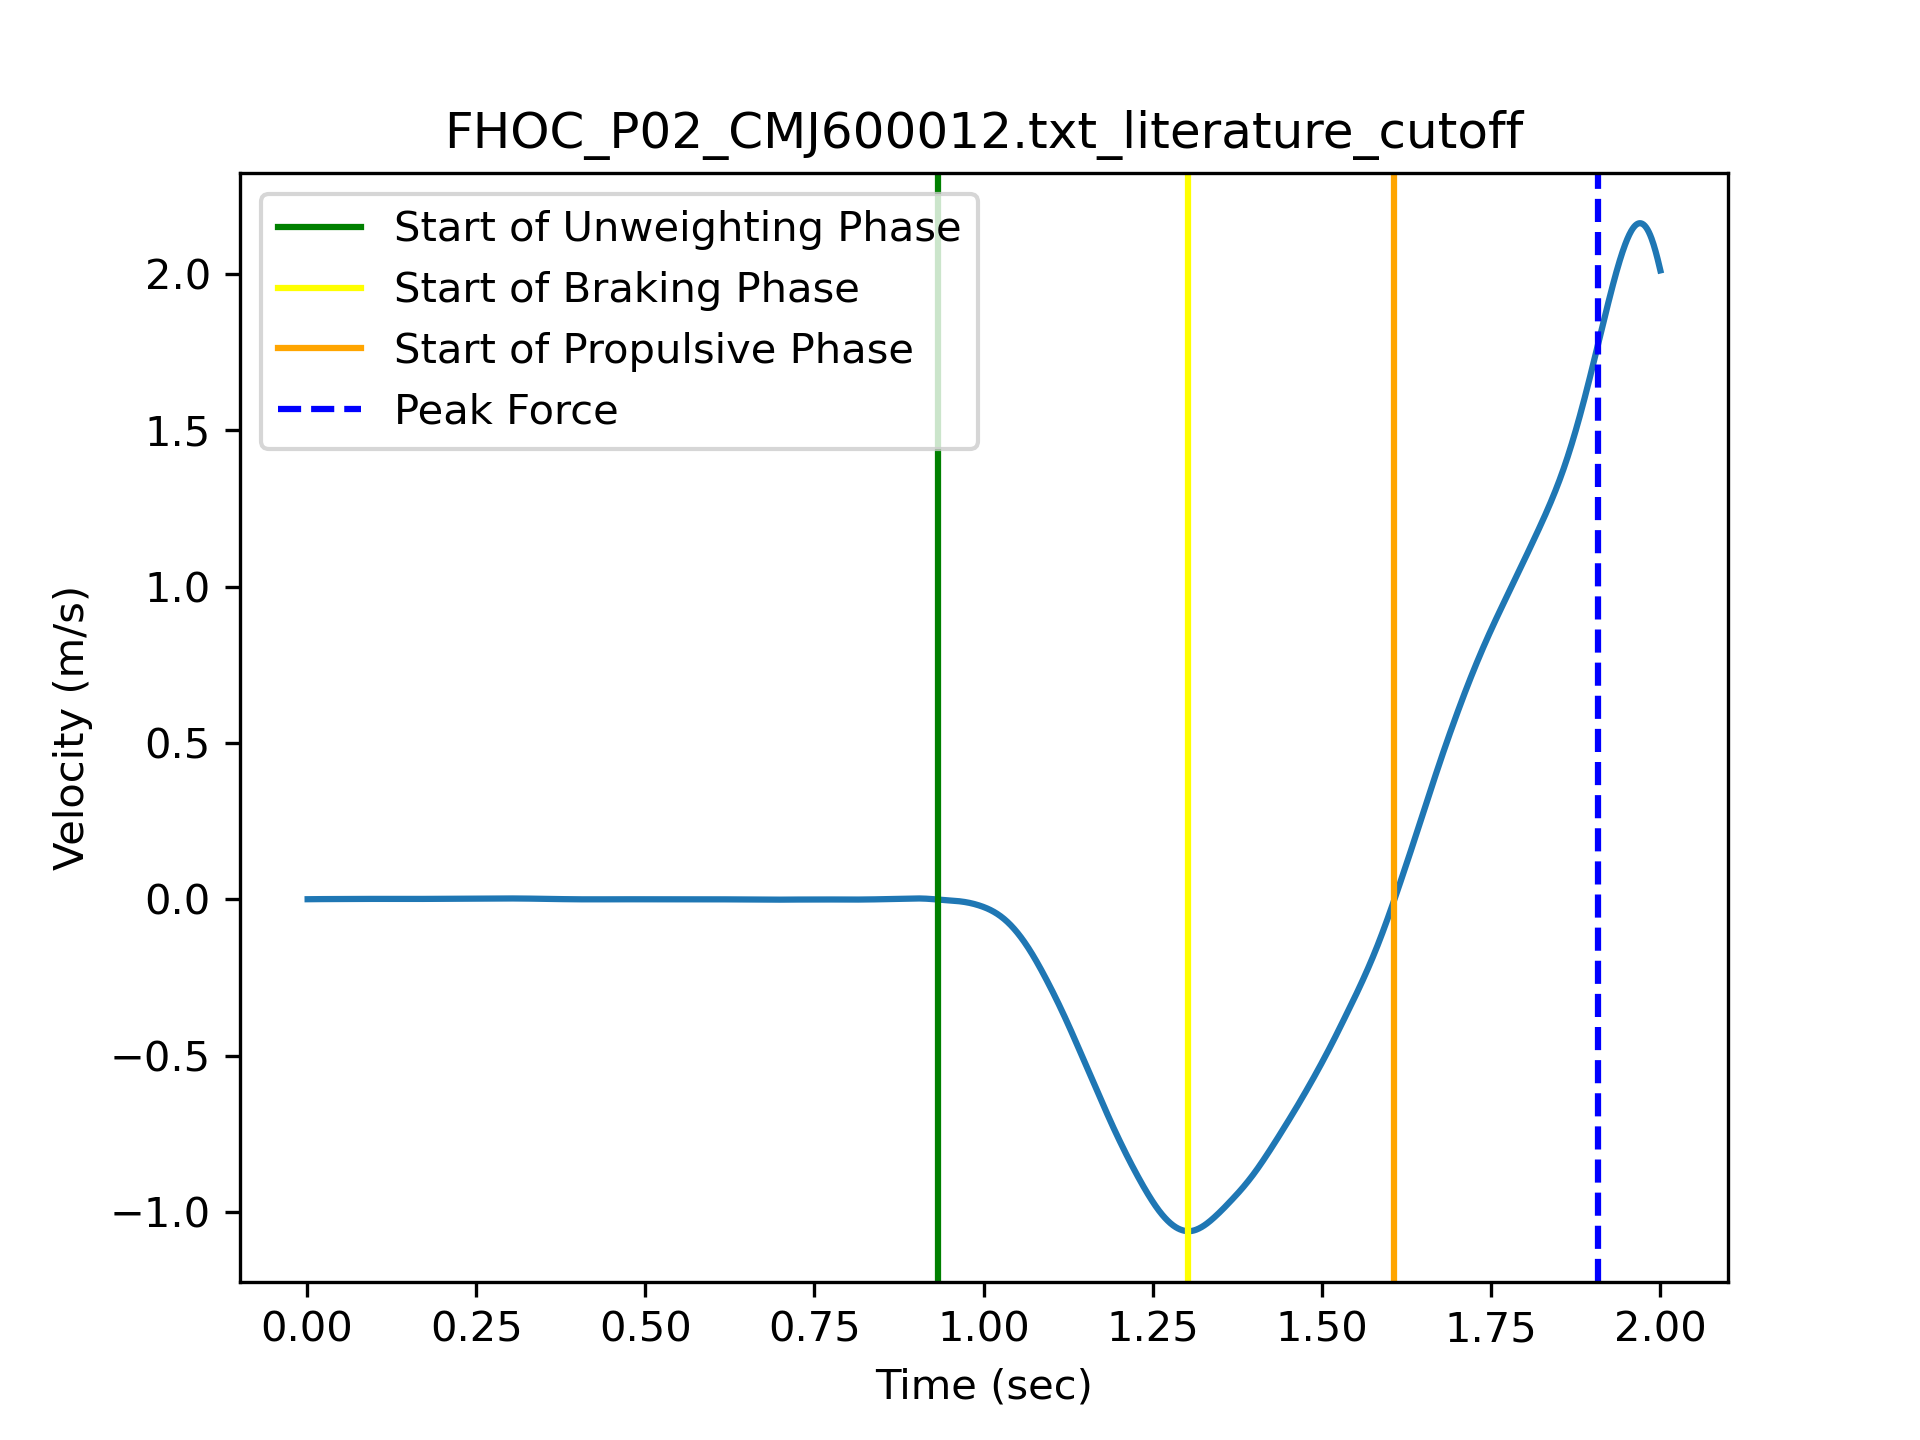 FHOC_P02_CMJ600012.txt_literature_cutoff
Start of Unweighting Phase
Start of Braking Phase
Start of Propulsive Phase
Peak Force
2.0
1.5
1.0
0.5
0.0
−0.5
−1.0
Velocity (m/s)
0.00 0.25 0.50 0.75 1.00 1.25 1.50 1.75 2.00
Time (sec)